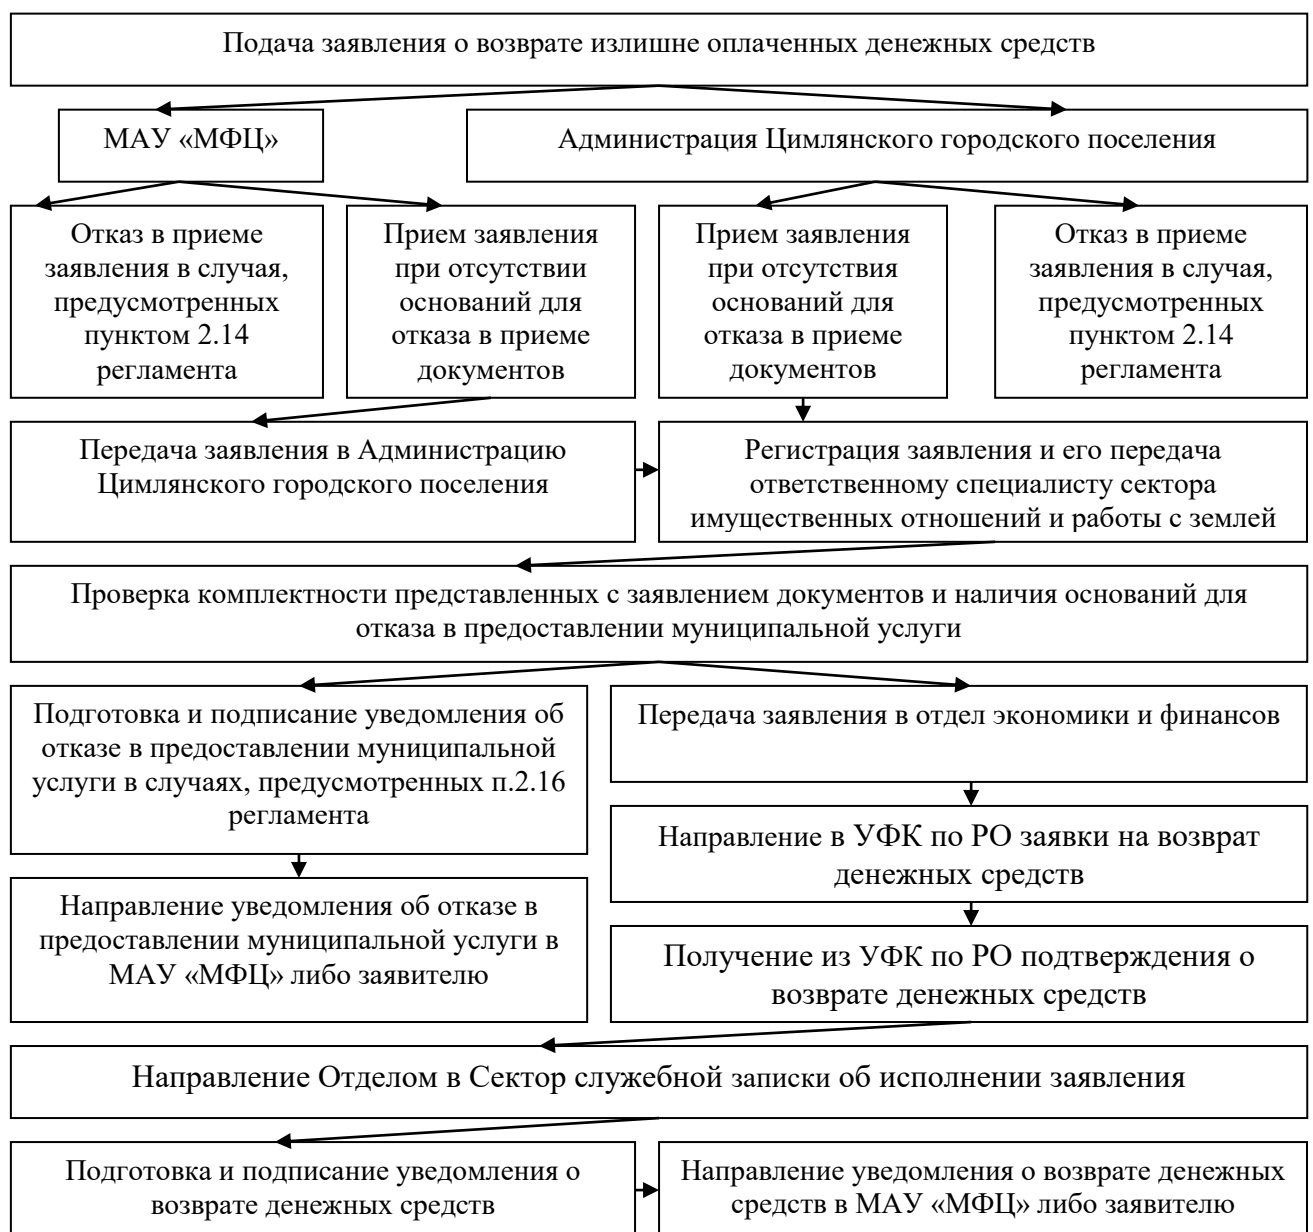 Подача заявления о возврате излишне оплаченных денежных средств
МАУ «МФЦ»
Администрация Цимлянского городского поселения
Отказ в приеме
заявления в случая,
предусмотренных
пунктом 2.14
регламента
Прием заявления
при отсутствии
оснований для
отказа в приеме
документов
Прием заявления
при отсутствия
оснований для
отказа в приеме
документов
Отказ в приеме
заявления в случая,
предусмотренных
пунктом 2.14
регламента
Передача заявления в Администрацию
Цимлянского городского поселения
Регистрация заявления и его передача
ответственному специалисту сектора
имущественных отношений и работы с землей
Проверка комплектности представленных с заявлением документов и наличия оснований для
отказа в предоставлении муниципальной услуги
Подготовка и подписание уведомления об
отказе в предоставлении муниципальной
услуги в случаях, предусмотренных п.2.16
регламента
Передача заявления в отдел экономики и финансов
Направление в УФК по РО заявки на возврат
денежных средств
Направление уведомления об отказе в
предоставлении муниципальной услуги в
МАУ «МФЦ» либо заявителю
Получение из УФК по РО подтверждения о
возврате денежных средств
Направление Отделом в Сектор служебной записки об исполнении заявления
Подготовка и подписание уведомления о
возврате денежных средств
Направление уведомления о возврате денежных
средств в МАУ «МФЦ» либо заявителю